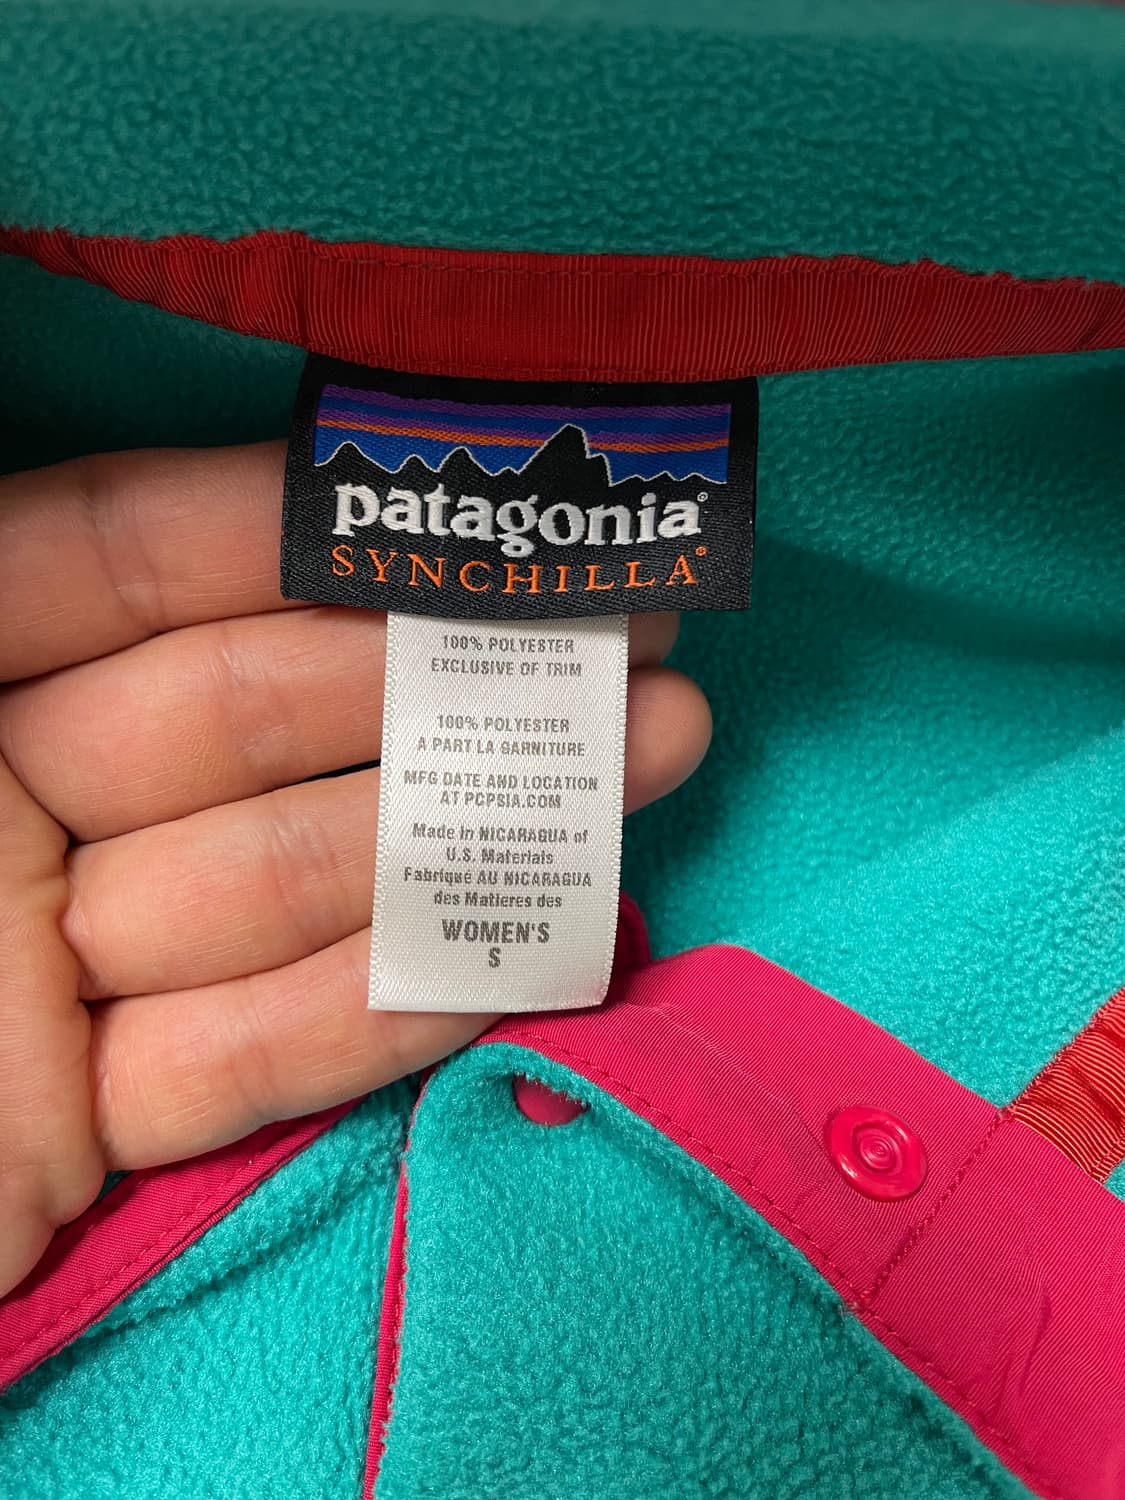 patagonia®
SYNCHILLA®
100% POLYESTER
EXCLUSIVE OF TRIM
100% POLYESTER
A PART LA GARNITURE
MFG DATE AND LOCATION
AT PCPSIA.COM
Made in NICARAGUA of
U.S. Materials
Fabriqué AU NICARAGUA
des Matieres des
WOMEN'S
S